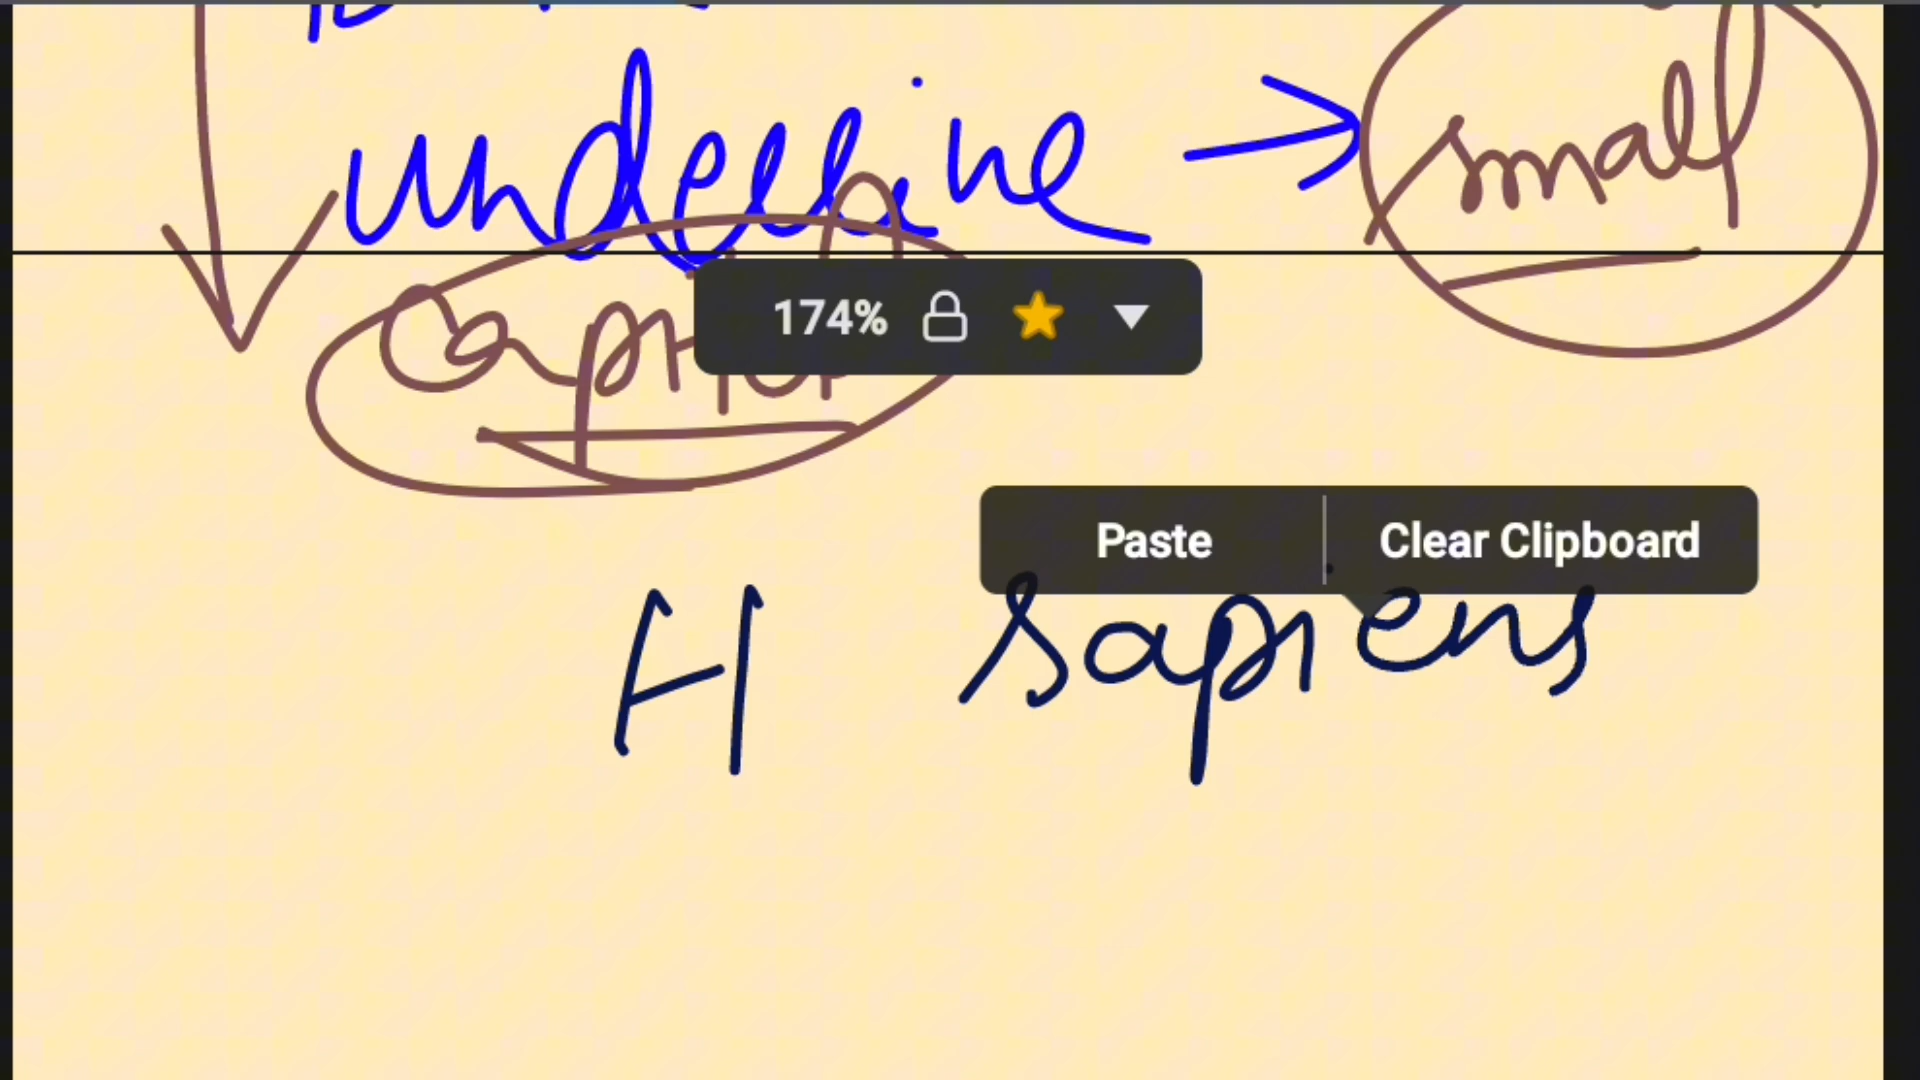 underline → small
Capital
174%
Paste Clear Clipboard
H sapiens